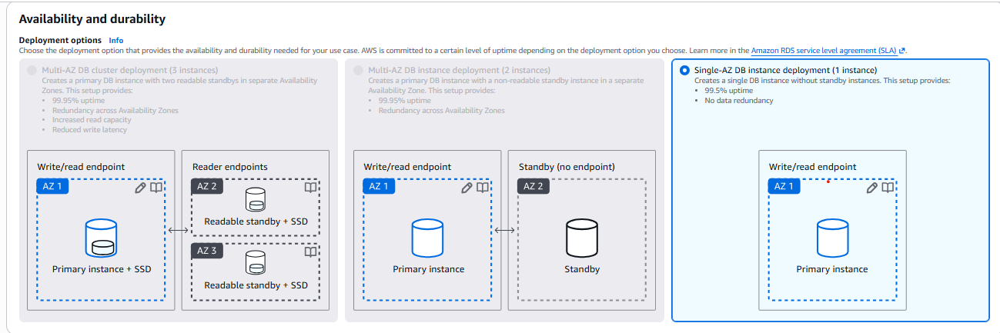 Availability and durability
Deployment options Info
Choose the deployment option that provides the availability and durability needed for your use case. AWS is committed to a certain level of uptime depending on the deployment option you choose. Learn more in the Amazon RDS service level agreement (SLA).
Multi-AZ DB cluster deployment (3 instances)
Creates a primary DB instance with two readable standbys in separate Availability
Zones. This setup provides:
• 99.95% uptime
• Redundancy across Availability Zones
• Increased read capacity
• Reduced write latency
Write/read endpoint
AZ 1
Primary instance + SSD
Reader endpoints
AZ 2
Readable standby + SSD
AZ 3
Readable standby + SSD
Multi-AZ DB instance deployment (2 instances)
Creates a primary DB instance with a non-readable standby instance in a separate
Availability Zone. This setup provides:
• 99.95% uptime
• Redundancy across Availability Zones
Write/read endpoint
AZ 1
Primary instance
Standby (no endpoint)
AZ 2
Standby
Single-AZ DB instance deployment (1 instance)
Creates a single DB instance without standby instances. This setup provides:
• 99.5% uptime
• No data redundancy
Write/read endpoint
AZ 1
Primary instance